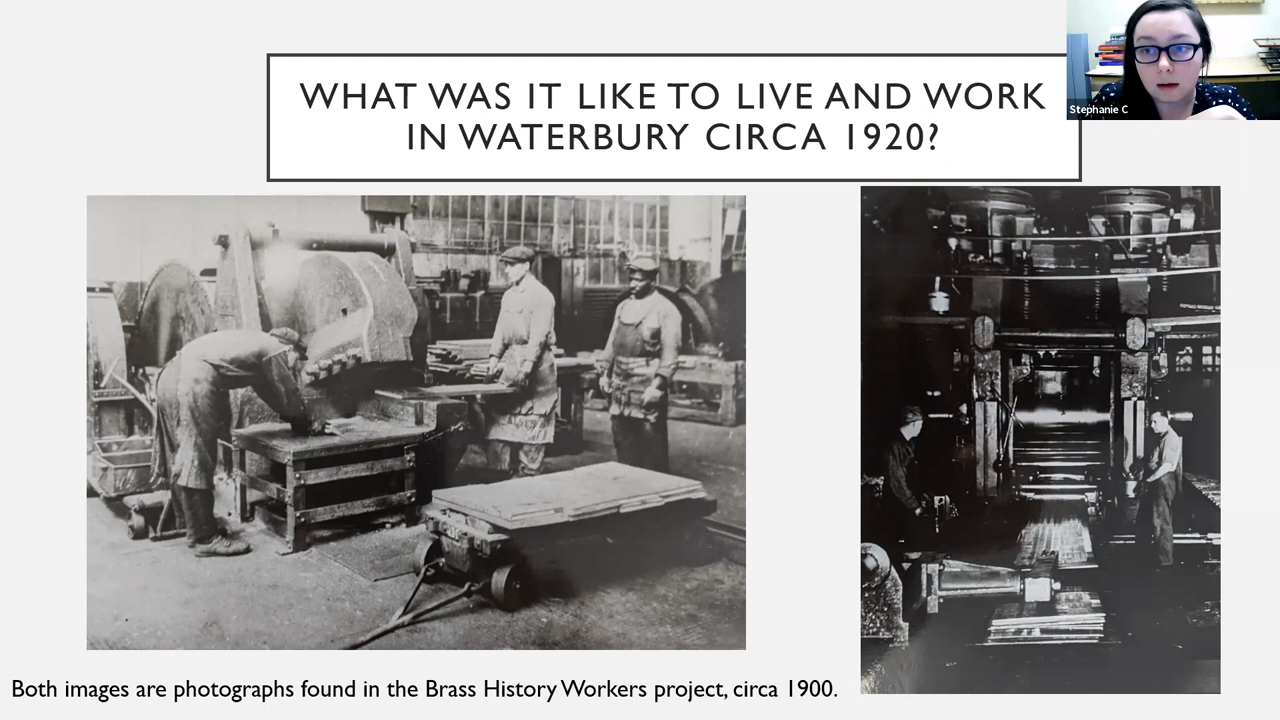 WHAT WAS IT LIKE TO LIVE AND WORK
IN WATERBURY CIRCA 1920?
Stephanie C
Both images are photographs found in the Brass History Workers project, circa 1900.